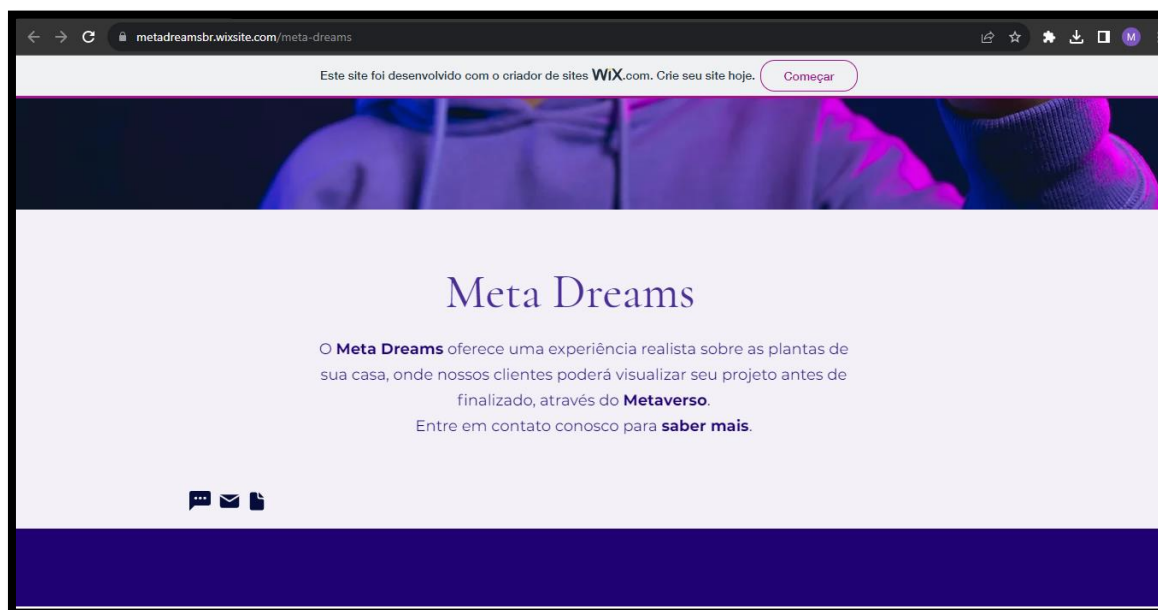 metadreamsbr.wixsite.com/meta-dreams
M
Este site foi desenvolvido com o criador de sites WiX.com. Crie seu site hoje. Começar
Meta Dreams
O Meta Dreams oferece uma experiência realista sobre as plantas de
sua casa, onde nossos clientes poderá visualizar seu projeto antes de
finalizado, através do Metaverso.
Entre em contato conosco para saber mais.